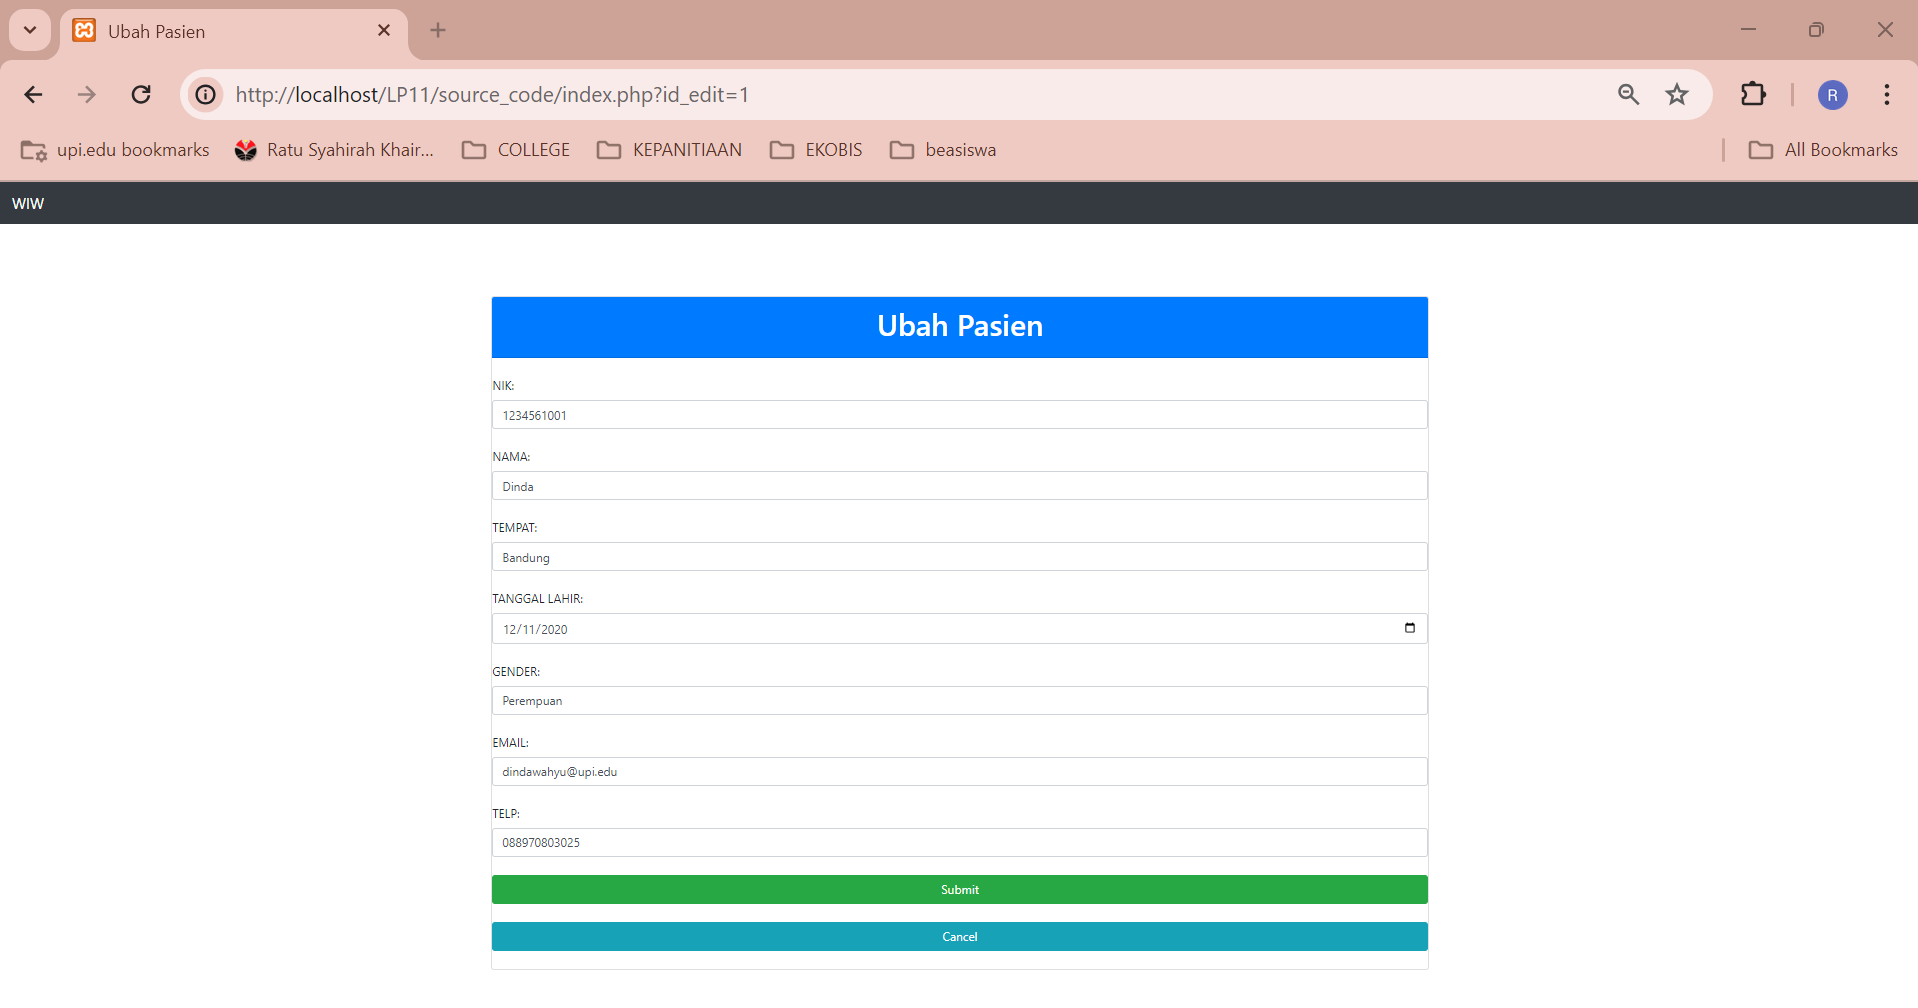 Ubah Pasien
http://localhost/LP11/source_code/index.php?id_edit=1
R
upi.edu bookmarks
Ratu Syahirah Khair...
COLLEGE
KEPANITIAAN
EKOBIS
beasiswa
All Bookmarks
WIW
Ubah Pasien
NIK:
1234561001
NAMA:
Dinda
TEMPAT:
Bandung
TANGGAL LAHIR:
12/11/2020
GENDER:
Perempuan
EMAIL:
dindawahyu@upi.edu
TELP:
088970803025
Submit
Cancel